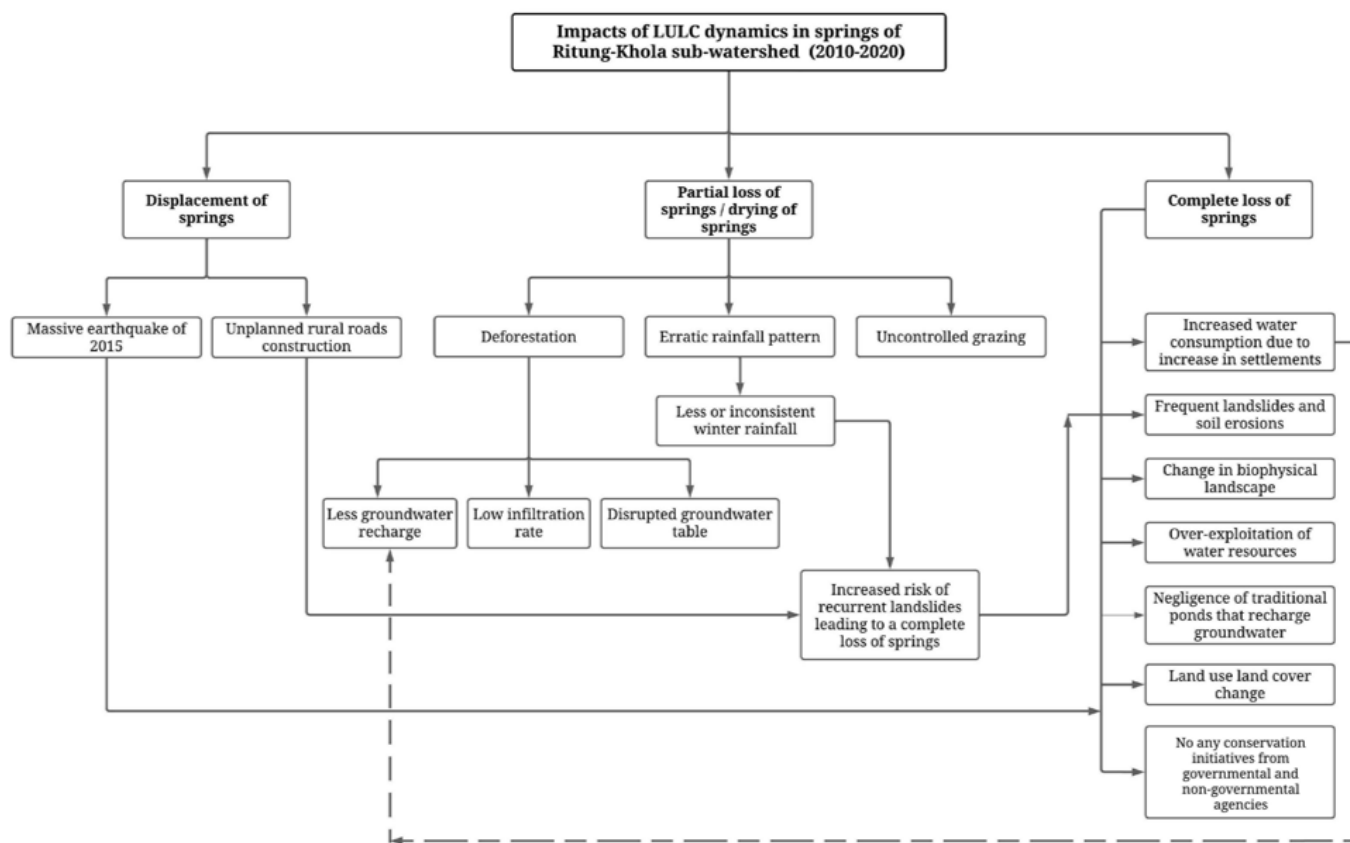 Impacts of LULC dynamics in springs of
Ritung-Khola sub-watershed (2010-2020)
Displacement of
springs
Partial loss of
springs / drying of
springs
Complete loss of
springs
Massive earthquake of
2015
Unplanned rural roads
construction
Deforestation
Erratic rainfall pattern
Uncontrolled grazing
Increased water
consumption due to
increase in settlements
Less or inconsistent
winter rainfall
Frequent landslides and
soil erosions
Change in biophysical
landscape
Less groundwater
recharge
Low infiltration
rate
Disrupted groundwater
table
Over-exploitation of
water resources
Increased risk of
recurrent landslides
leading to a complete
loss of springs
Negligence of traditional
ponds that recharge
groundwater
Land use land cover
change
No any conservation
initiatives from
governmental and
non-governmental
agencies